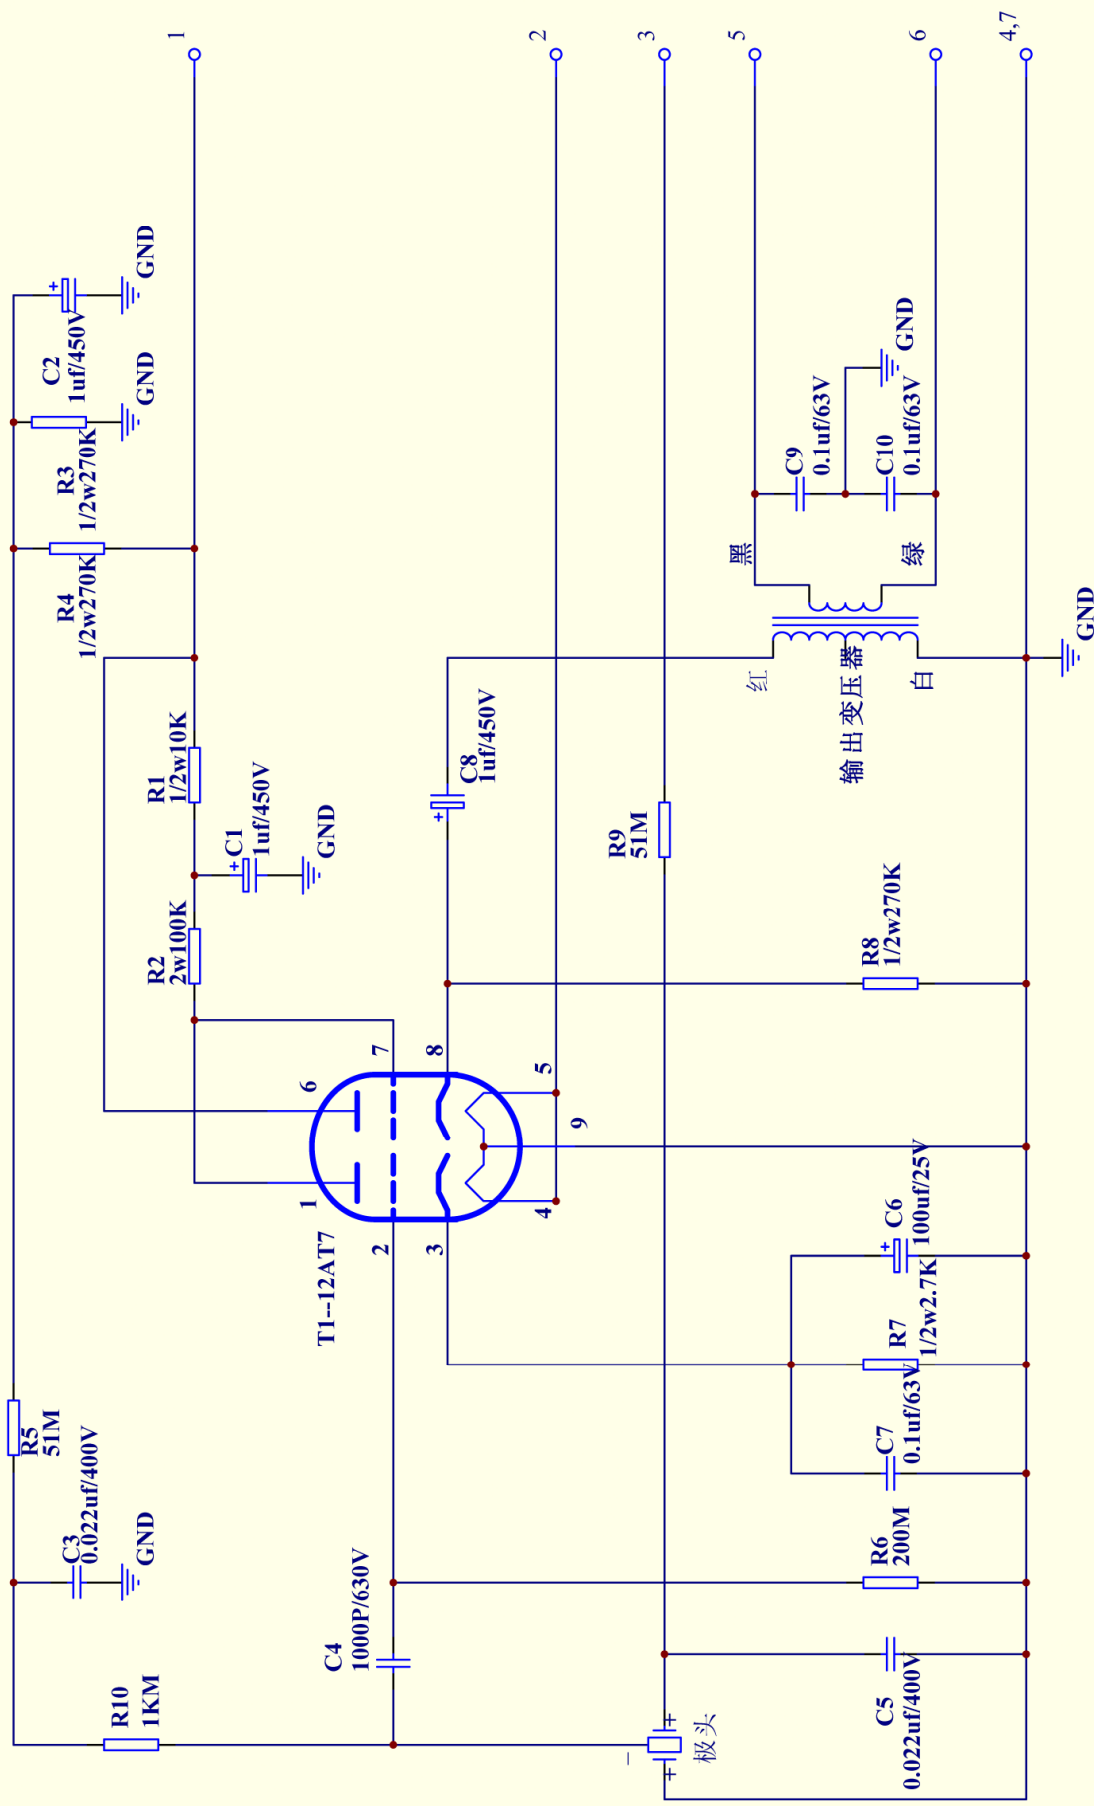 1
2
3
5
6
4,7
C2
1uf/450V
GND
R3
1/2w270K
GND
R4
1/2w270K
R1
1/2w10K
C1
1uf/450V
GND
R2
2w100K
C9
0.1uf/63V
C10
0.1uf/63V
GND
黑
绿
红
白
输出变压器
GND
C8
1uf/450V
R9
51M
R8
1/2w270K
6
7
8
5
9
1
2
3
4
T1--12AT7
C6
100uf/25V
R7
1/2w2.7K
C7
0.1uf/63V
R6
200M
C5
0.022uf/400V
R5
51M
C3
0.022uf/400V
GND
R10
1KM
C4
1000P/630V
极头